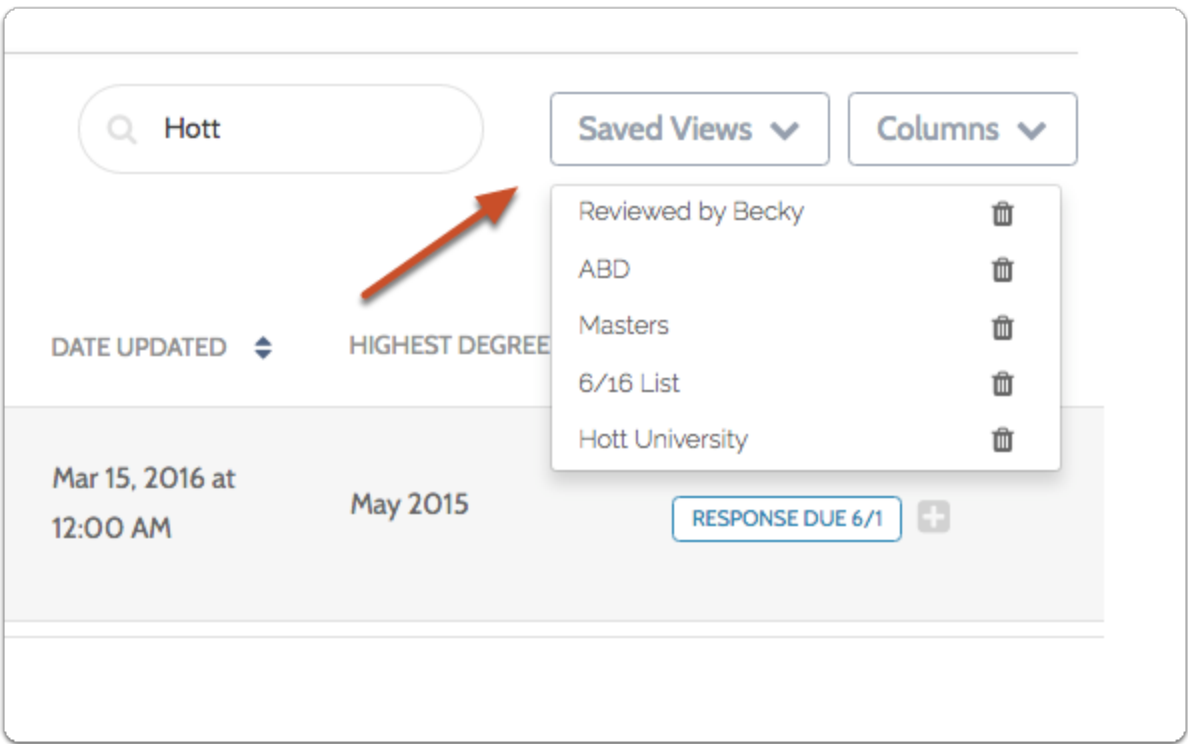 Hott
Saved Views
Columns
Reviewed by Becky
ABD
Masters
6/16 List
Hott University
DATE UPDATED
HIGHEST DEGREE
Mar 15, 2016 at
12:00 AM
May 2015
RESPONSE DUE 6/1